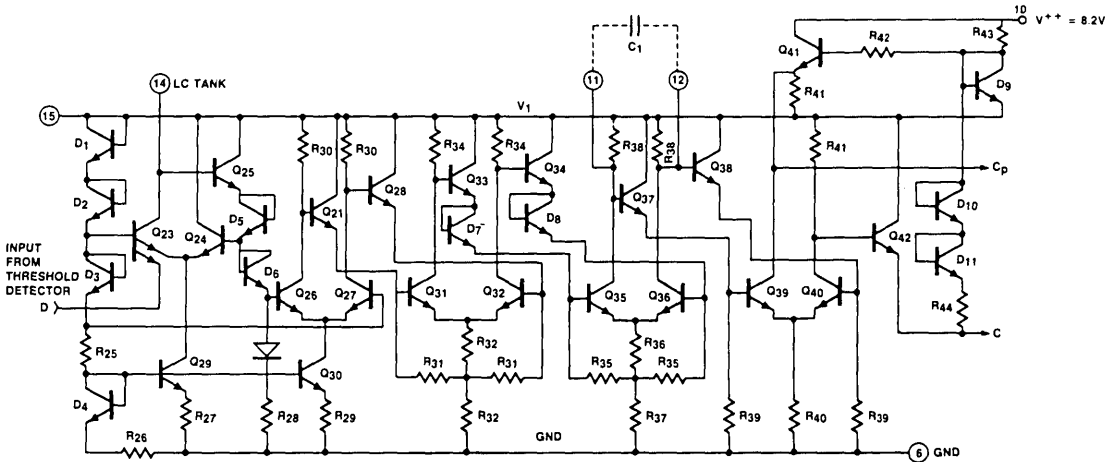 10
V++ = 8.2V
R42
R43
Q41
C1
14
LC TANK
11
12
D9
R41
15
V1
D1
R30
R30
R34
R34
R38
R38
R41
Q25
Q33
Q34
Q38
Cp
Q28
D2
Q21
Q37
D5
D10
D8
Q23
Q24
D7
Q42
INPUT
FROM
THRESHOLD
DETECTOR
D3
D11
D6
Q26
Q27
Q31
Q32
Q35
Q36
Q39
Q40
D
R44
R25
R32
R36
C
Q29
Q30
R31
R31
R35
R35
D4
R27
R28
R29
R32
R37
R39
R40
R39
R26
GND
6
GND